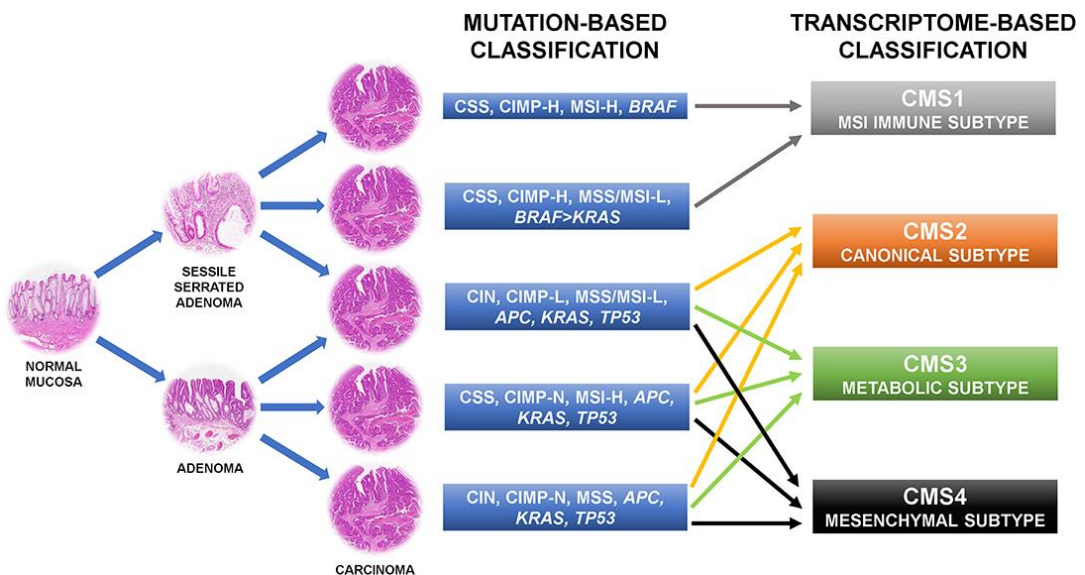 MUTATION-BASED
CLASSIFICATION
TRANSCRIPTOME-BASED
CLASSIFICATION
CSS, CIMP-H, MSI-H, BRAF
CMS1
MSI IMMUNE SUBTYPE
CSS, CIMP-H, MSS/MSI-L,
BRAF>KRAS
CMS2
CANONICAL SUBTYPE
SESSILE
SERRATED
ADENOMA
CIN, CIMP-L, MSS/MSI-L,
APC, KRAS, TP53
NORMAL
MUCOSA
CMS3
METABOLIC SUBTYPE
CSS, CIMP-N, MSI-H, APC,
KRAS, TP53
ADENOMA
CIN, CIMP-N, MSS, APC,
KRAS, TP53
CMS4
MESENCHYMAL SUBTYPE
CARCINOMA